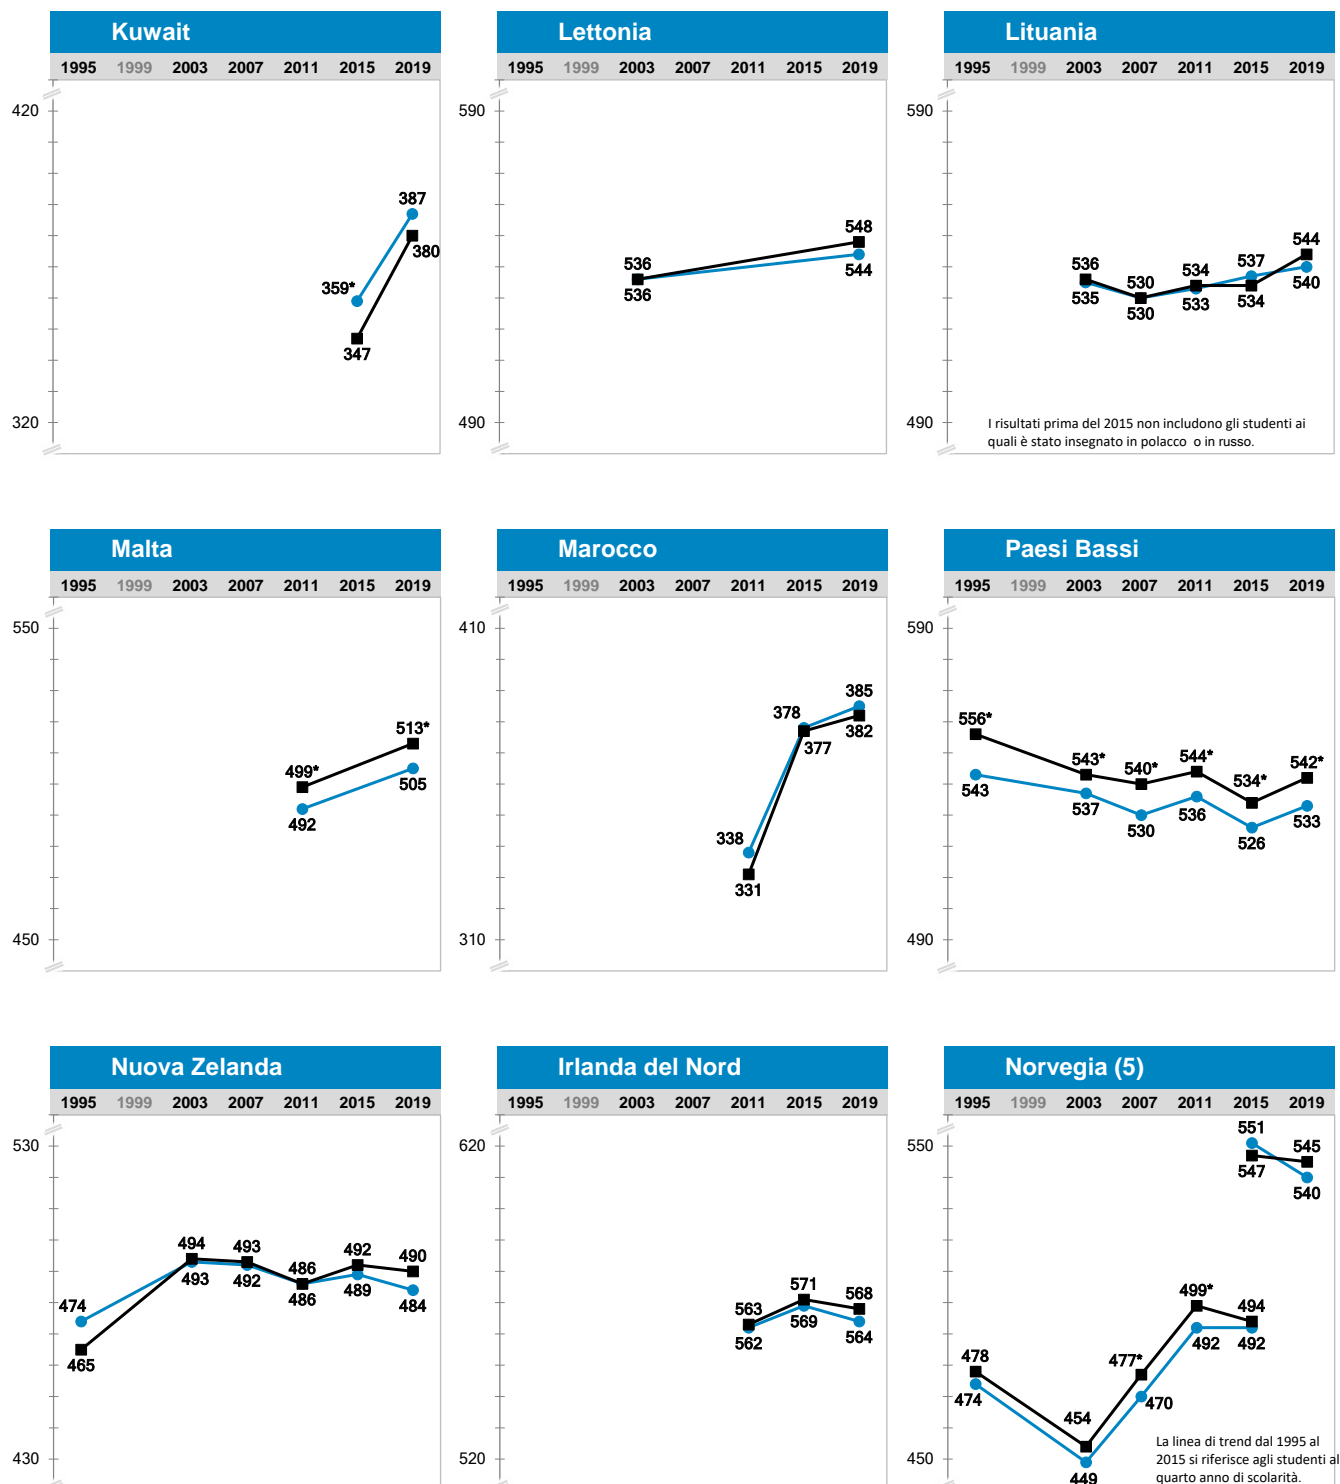 Kuwait
1995 1999 2003 2007 2011 2015 2019
420
387
380
359*
347
320
Lettonia
1995 1999 2003 2007 2011 2015 2019
590
548
544
536
536
490
Lituania
1995 1999 2003 2007 2011 2015 2019
590
536 530 534 537 544
535 530 533 534 540
490
I risultati prima del 2015 non includono gli studenti ai
quali è stato insegnato in polacco o in russo.
Malta
1995 1999 2003 2007 2011 2015 2019
550
513*
499*
505
492
450
Marocco
1995 1999 2003 2007 2011 2015 2019
410
385
378
382
377
338
331
310
Paesi Bassi
1995 1999 2003 2007 2011 2015 2019
590
556* 543* 540* 544* 534* 542*
543 537 530 536 526 533
490
Nuova Zelanda
1995 1999 2003 2007 2011 2015 2019
530
494 493 486 492 490
493 492 486 489 484
474
465
430
Irlanda del Nord
1995 1999 2003 2007 2011 2015 2019
620
563 571 568
562 569 564
520
Norvegia (5)
1995 1999 2003 2007 2011 2015 2019
551
550
545
547
540
499* 494
492 492
478 477*
474 470
454
449
450
La linea di trend dal 1995 al
2015 si riferisce agli studenti al
quarto anno di scolarità.